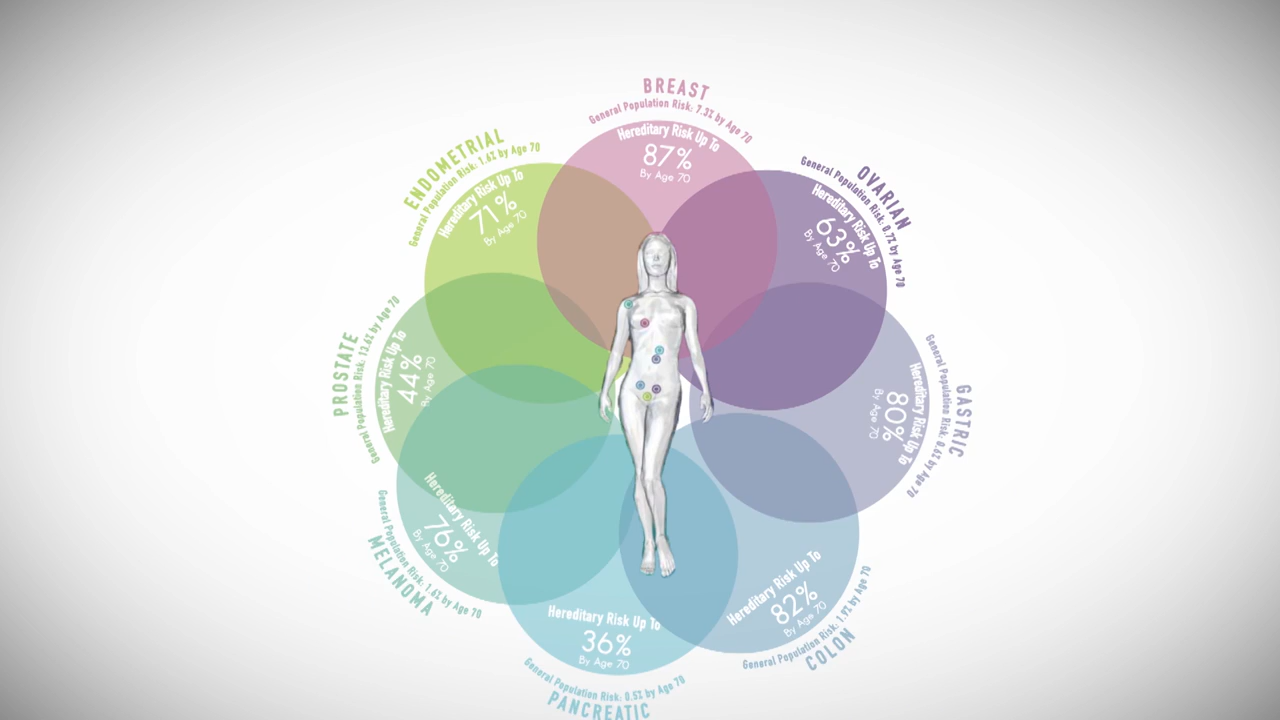 BREAST
General Population Risk: 7.3% by Age 70
Hereditary Risk Up To
87%
By Age 70
OVARIAN
General Population Risk: 0.7% by Age 70
Hereditary Risk Up To
63%
By Age 70
GASTRIC
General Population Risk: 0.6% by Age 70
Hereditary Risk Up To
80%
By Age 70
Hereditary Risk Up To
82%
By Age 70
General Population Risk: 1.9% by Age 70
COLON
Hereditary Risk Up To
36%
By Age 70
General Population Risk: 0.5% by Age 70
PANCREATIC
Hereditary Risk Up To
76%
By Age 70
General Population Risk: 1.6% by Age 70
MELANOMA
PROSTATE
General Population Risk: 13.6% by Age 70
Hereditary Risk Up To
44%
By Age 70
ENDOMETRIAL
General Population Risk: 1.6% by Age 70
Hereditary Risk Up To
71%
By Age 70